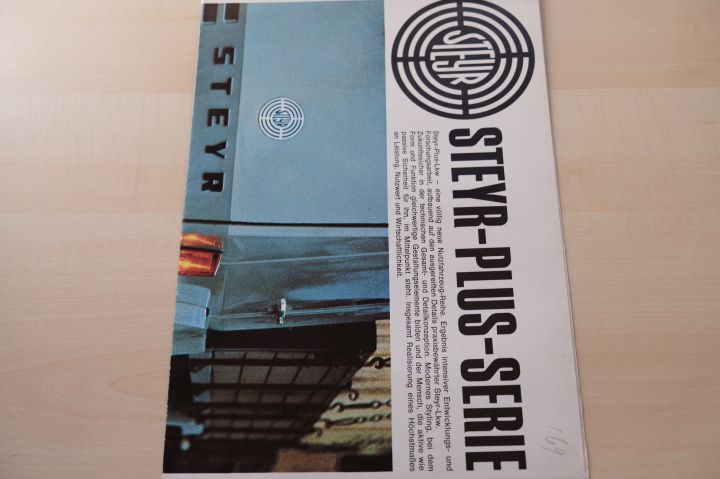 STEYR
STEYR-PLUS-SERIE
Steyr-Plus-Lkw – eine völlig neue Nutzfahrzeug-Reihe. Ergebnis intensiver Entwicklungs- und
Forschungsarbeit, aufbauend auf den ausgereiften Details praxisbewährter Steyr-Lkw.
Zukunftssicher in der technischen Gesamt- und Detailkonzeption. Modernes Styling, bei dem
Form und Funktion gleichwertige Gestaltungselemente bilden und der Mensch, die aktive wie
passive Sicherheit für ihn, im Mittelpunkt steht. Insgesamt Realisierung eines Höchstmaßes
an Leistung, Nutzwert und Wirtschaftlichkeit.
STEYR
STEYR
169